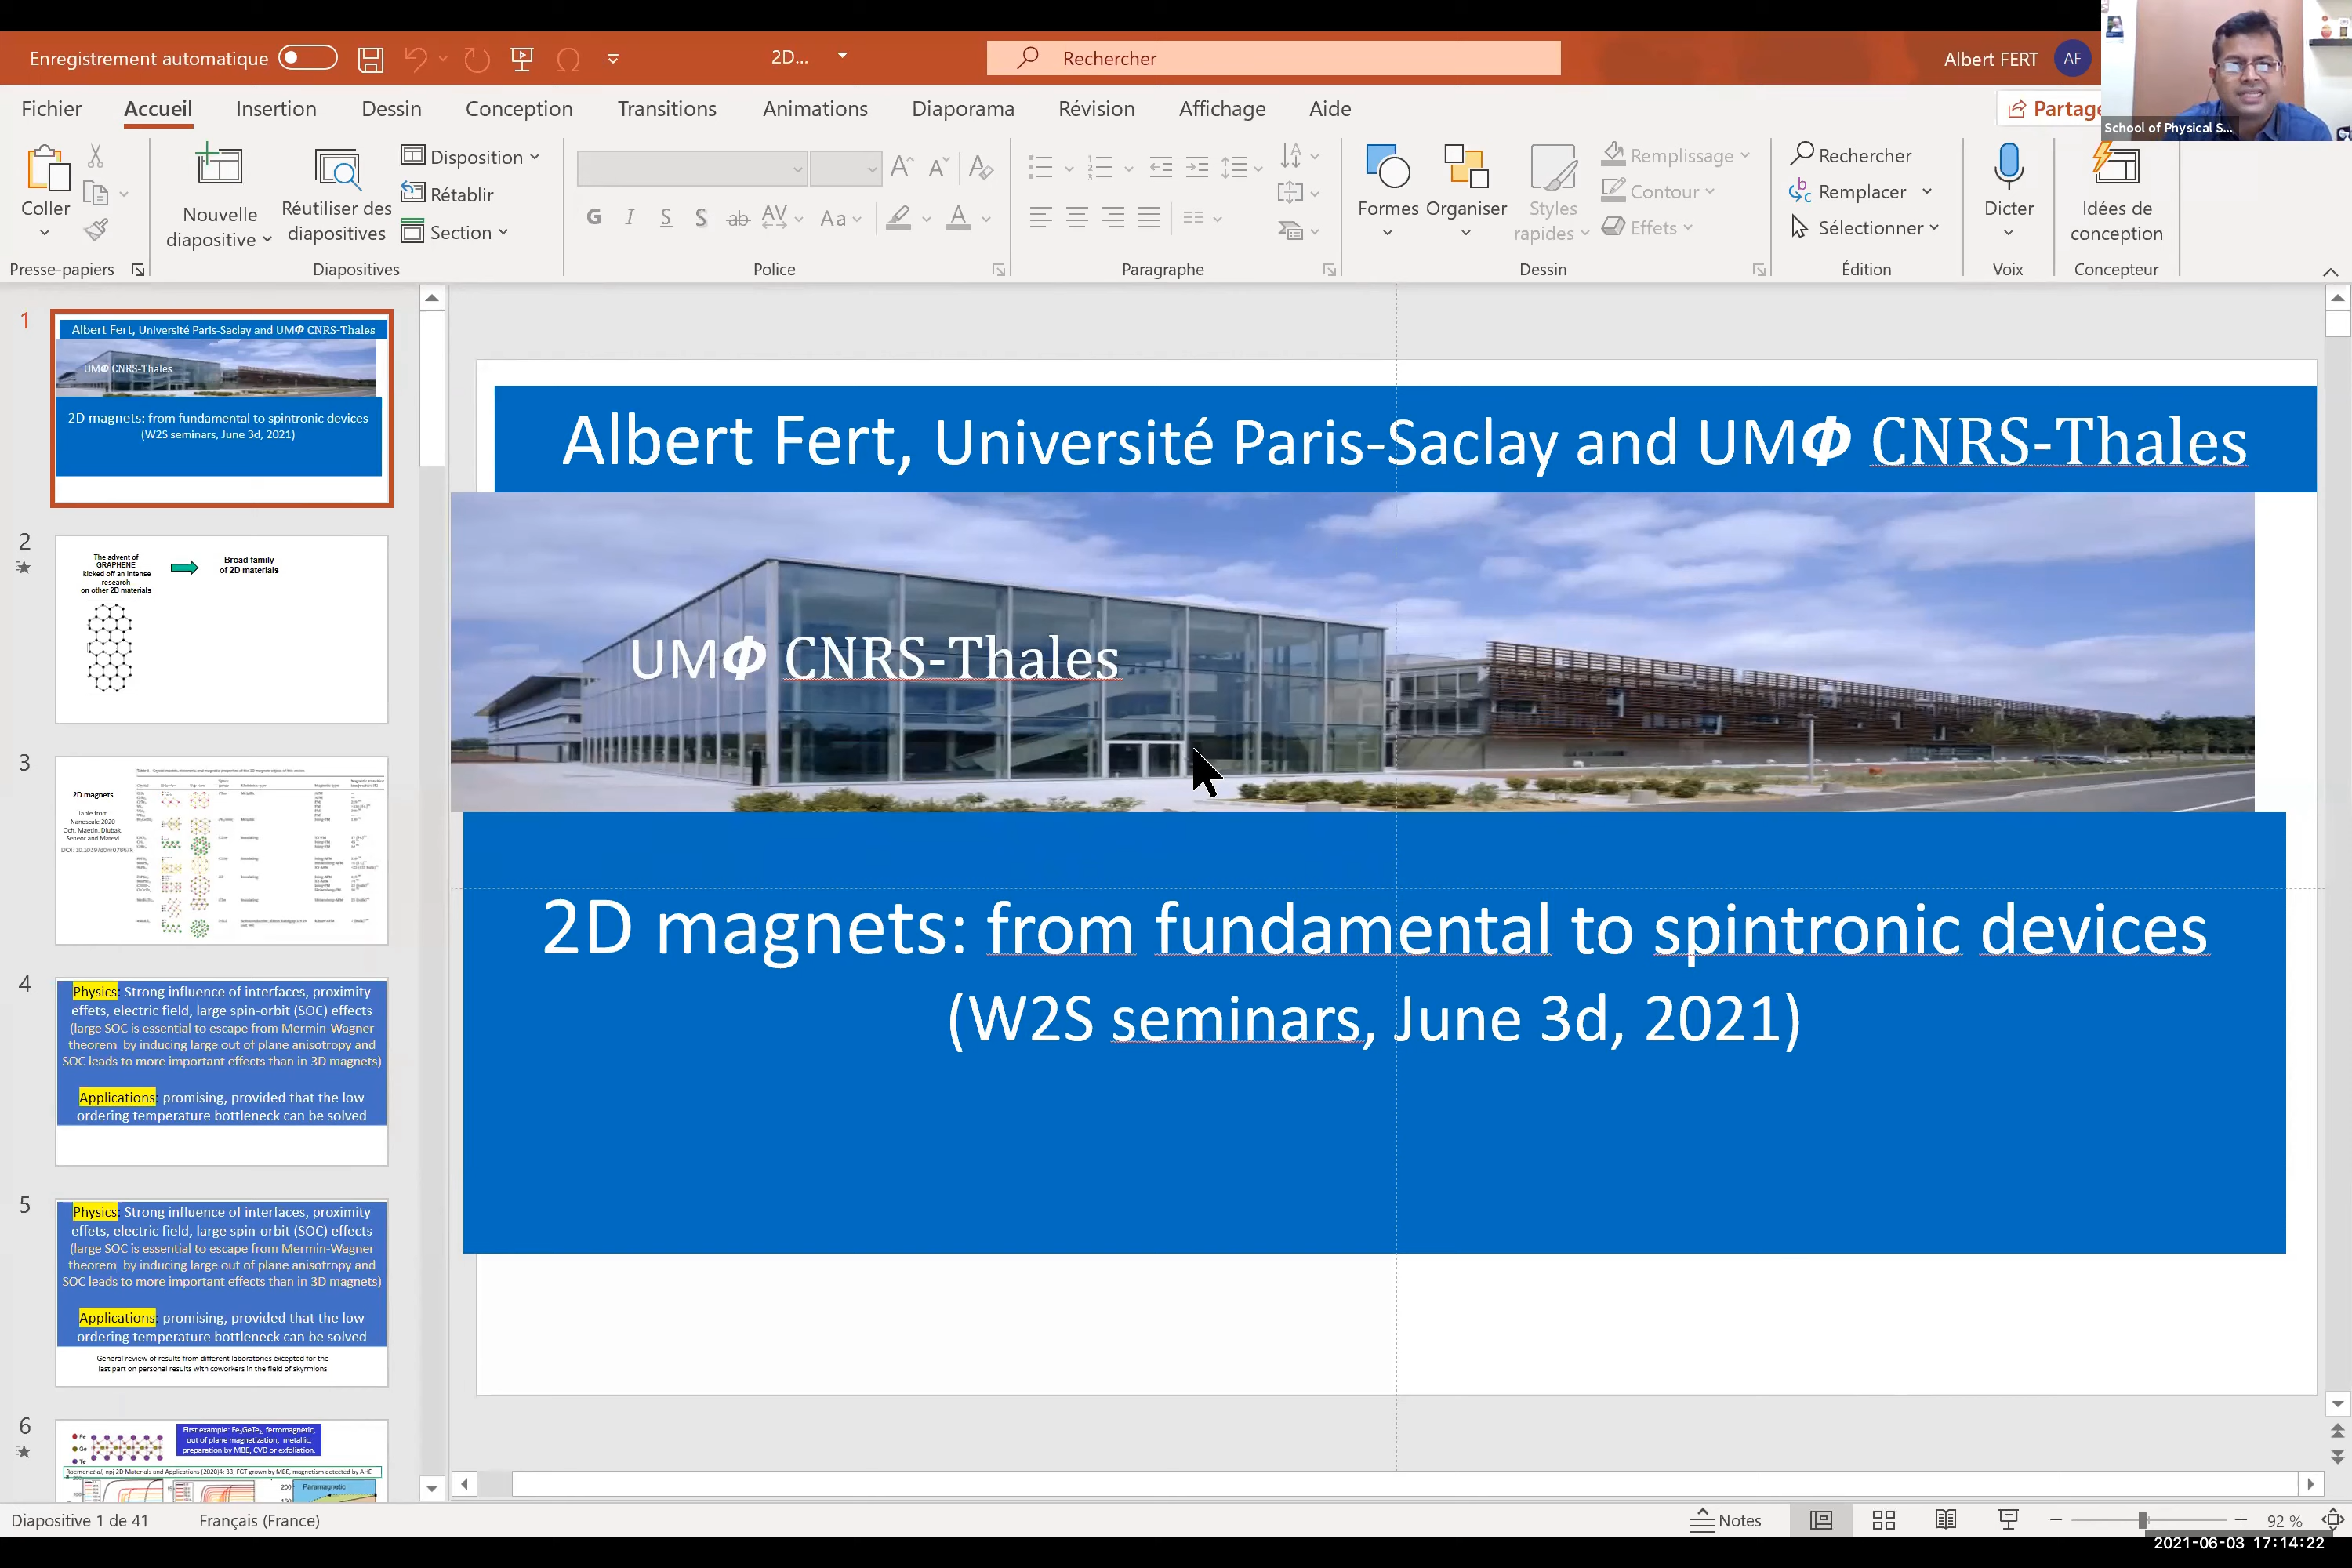 Enregistrement automatique
2D...
Rechercher
Albert FERT
AF
Fichier
Accueil
Insertion
Dessin
Conception
Transitions
Animations
Diaporama
Révision
Affichage
Aide
Partag
School of Physical S...
Coller
Nouvelle diapositive
Réutiliser des diapositives
Disposition
Rétablir
Section
G I S S ab AV Aa A
Formes
Organiser
Styles rapides
Remplissage
Contour
Effets
Rechercher
Remplacer
Sélectionner
Dicter
Idées de conception
Presse-papiers
Diapositives
Police
Paragraphe
Dessin
Édition
Voix
Concepteur
1
Albert Fert, Université Paris-Saclay and UMΦ CNRS-Thales
UMΦ CNRS-Thales
2D magnets: from fundamental to spintronic devices
(W2S seminars, June 3d, 2021)
2
The advent of
GRAPHENE
kicked off an intense
research
on other 2D materials
Broad family
of 2D materials
3
2D magnets
Table from
Nanoscale 2020
4
Physics: Strong influence of interfaces, proximity
effets, electric field, large spin-orbit (SOC) effects
(large SOC is essential to escape from Mermin-Wagner
theorem by inducing large out of plane anisotropy and
SOC leads to more important effects than in 3D magnets)
Applications: promising, provided that the low
ordering temperature bottleneck can be solved
5
Physics: Strong influence of interfaces, proximity
effets, electric field, large spin-orbit (SOC) effects
(large SOC is essential to escape from Mermin-Wagner
theorem by inducing large out of plane anisotropy and
SOC leads to more important effects than in 3D magnets)
Applications: promising, provided that the low
ordering temperature bottleneck can be solved
General review of results from different laboratories excepted for the
last part on personal results with coworkers in the field of skyrmions
6
Fe
Ge
Te
First example: Fe₃GeTe₂, ferromagnetic,
out of plane magnetization, metallic,
preparation by MBE, CVD or exfoliation.
Roemer et al, npj 2D Materials and Applications (2020)4: 33, FGT grown by MBE, magnetism detected by AHE
200
Paramagnetic
Albert Fert, Université Paris-Saclay and UMΦ CNRS-Thales
UMΦ CNRS-Thales
2D magnets: from fundamental to spintronic devices
(W2S seminars, June 3d, 2021)
Diapositive 1 de 41
Français (France)
Notes
92 %
2021-06-03 17:14:22